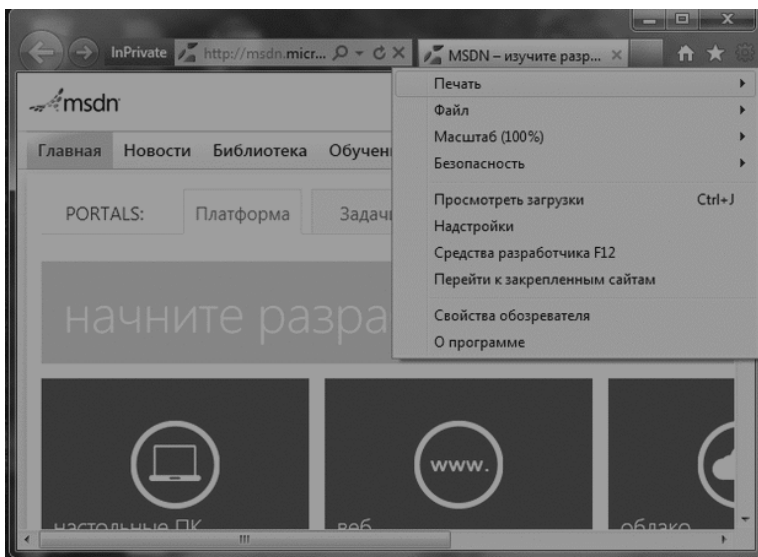 InPrivate http://msdn.micr... MSDN – изучите разр...
msdn
Главная Новости Библиотека Обучен
PORTALS: Платформа Задачи
начните разра
Печать
Файл
Масштаб (100%)
Безопасность
Просмотреть загрузки Ctrl+J
Надстройки
Средства разработчика F12
Перейти к закрепленным сайтам
Свойства обозревателя
О программе
www.
настольные ПК веб облако